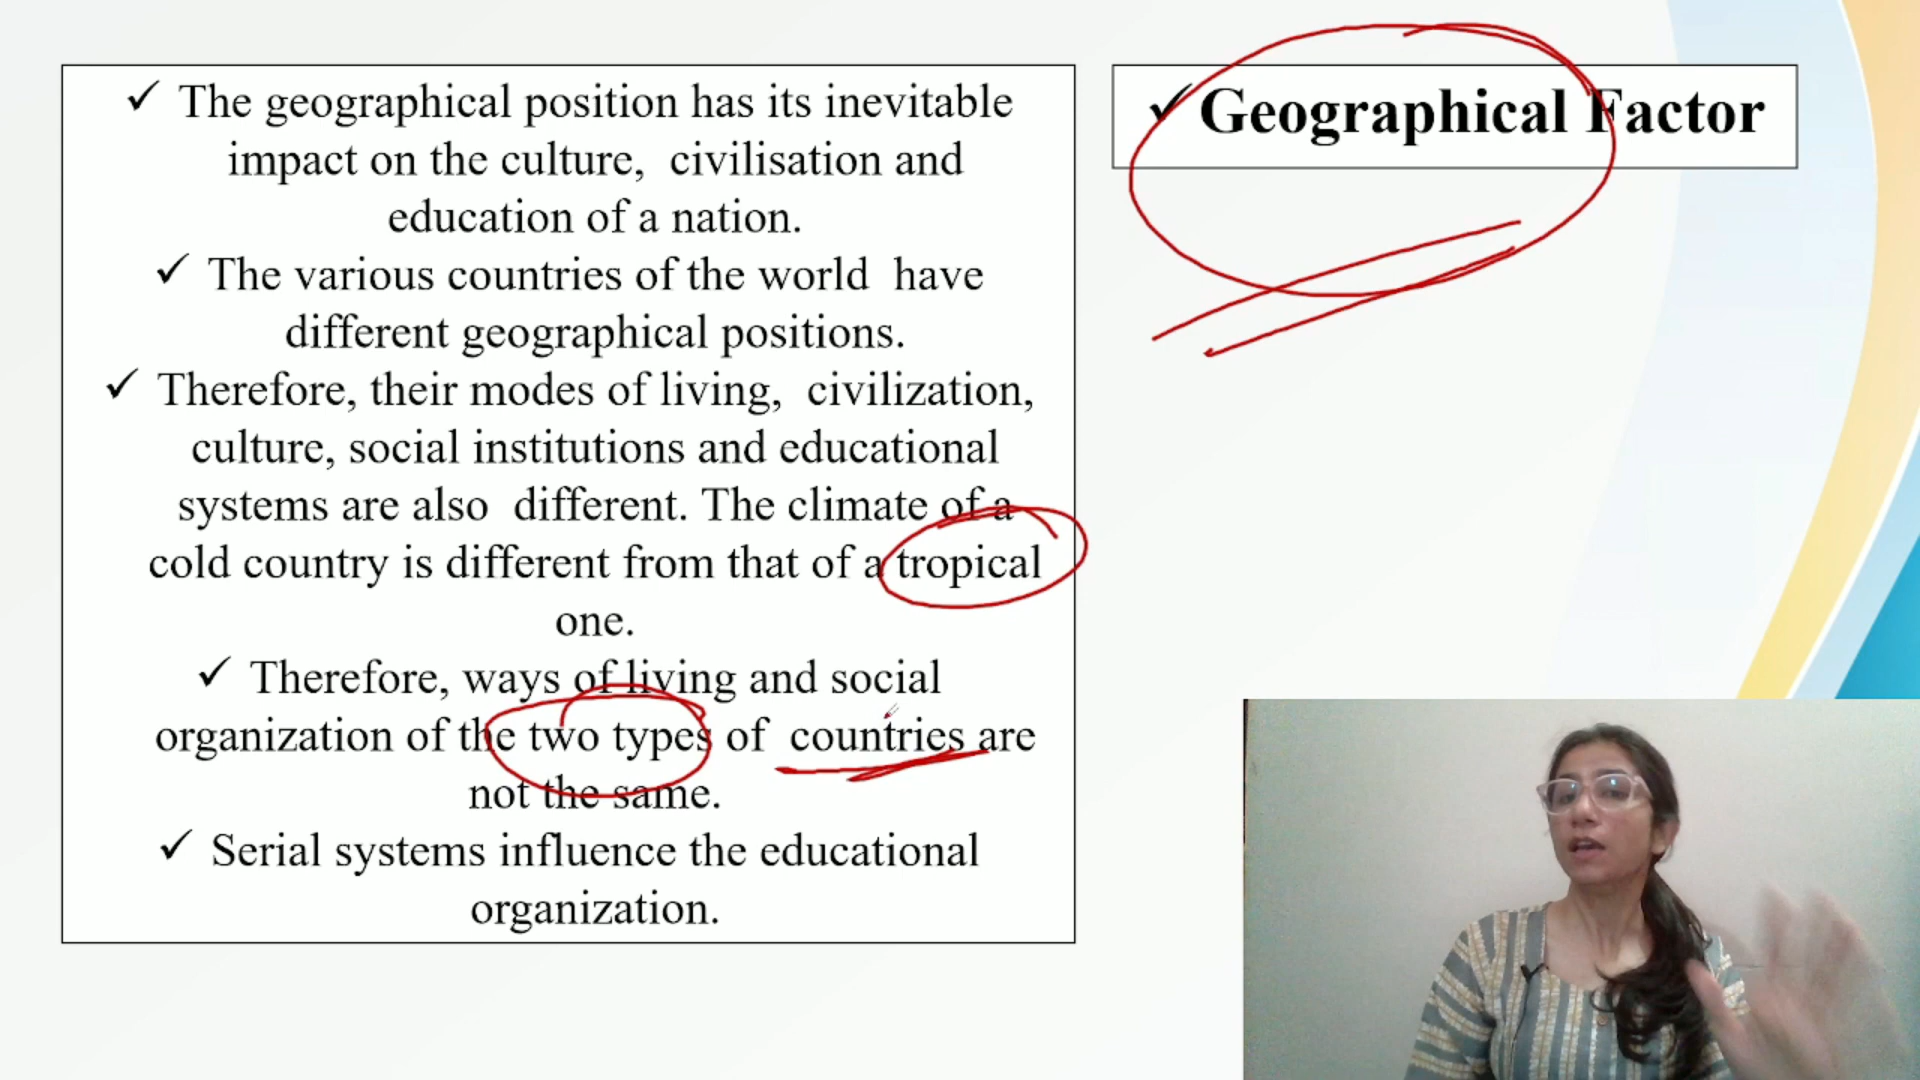 ✓ The geographical position has its inevitable
impact on the culture, civilisation and
education of a nation.
✓ The various countries of the world have
different geographical positions.
✓ Therefore, their modes of living, civilization,
culture, social institutions and educational
systems are also different. The climate of a
cold country is different from that of a tropical
one.
✓ Therefore, ways of living and social
organization of the two types of countries are
not the same.
✓ Serial systems influence the educational
organization.
✓ Geographical Factor